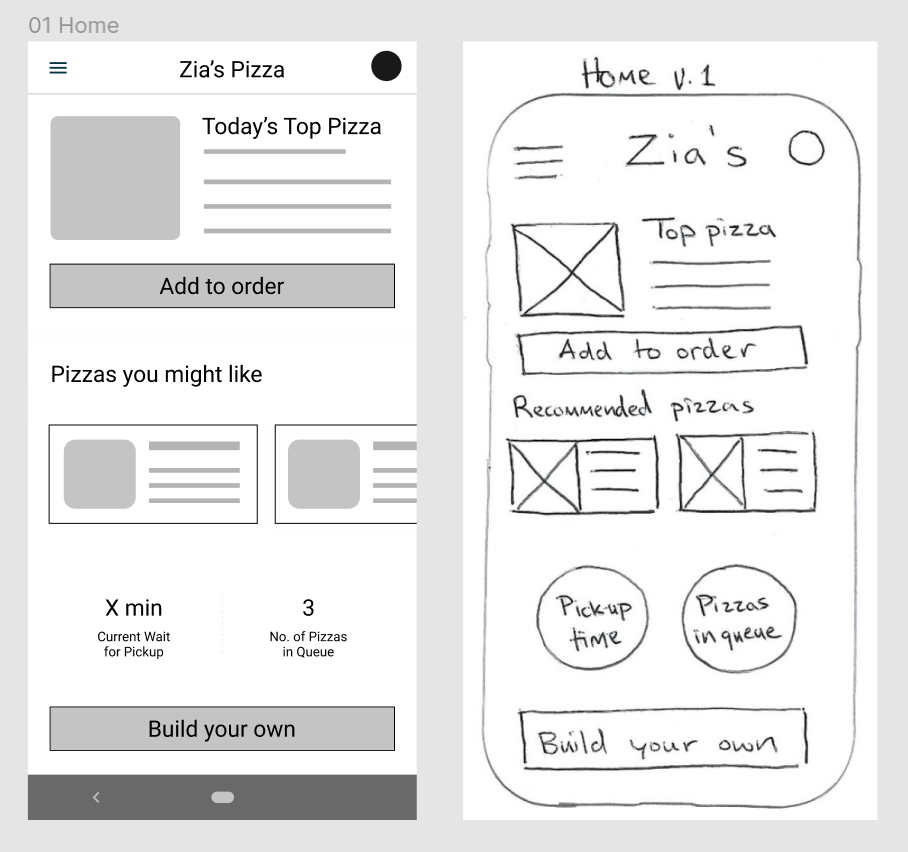 01 Home
Zia's Pizza
Today's Top Pizza
Add to order
Pizzas you might like
X min
Current Wait
for Pickup
3
No. of Pizzas
in Queue
Build your own
Home v.1
Zia's
Top pizza
Add to order
Recommended pizzas
Pick-up
time
Pizzas
in queue
Build your own